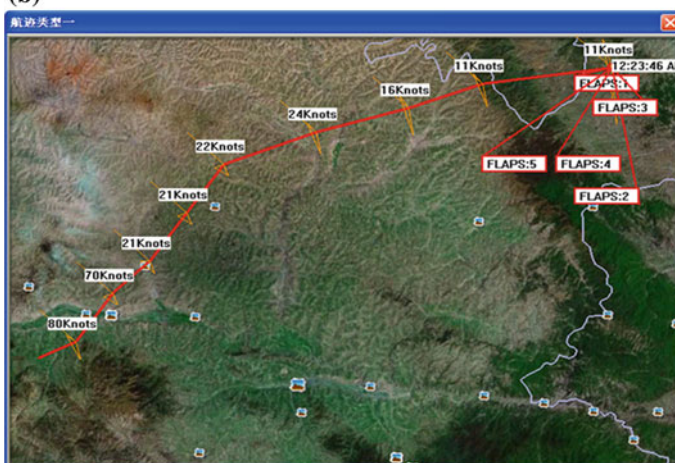 (b)
航迹类型一
11Knots
12:23:46 A
11Knots
FLAPS:1
16Knots
FLAPS:3
24Knots
22Knots
FLAPS:5
FLAPS:4
21Knots
FLAPS:2
21Knots
70Knots
80Knots